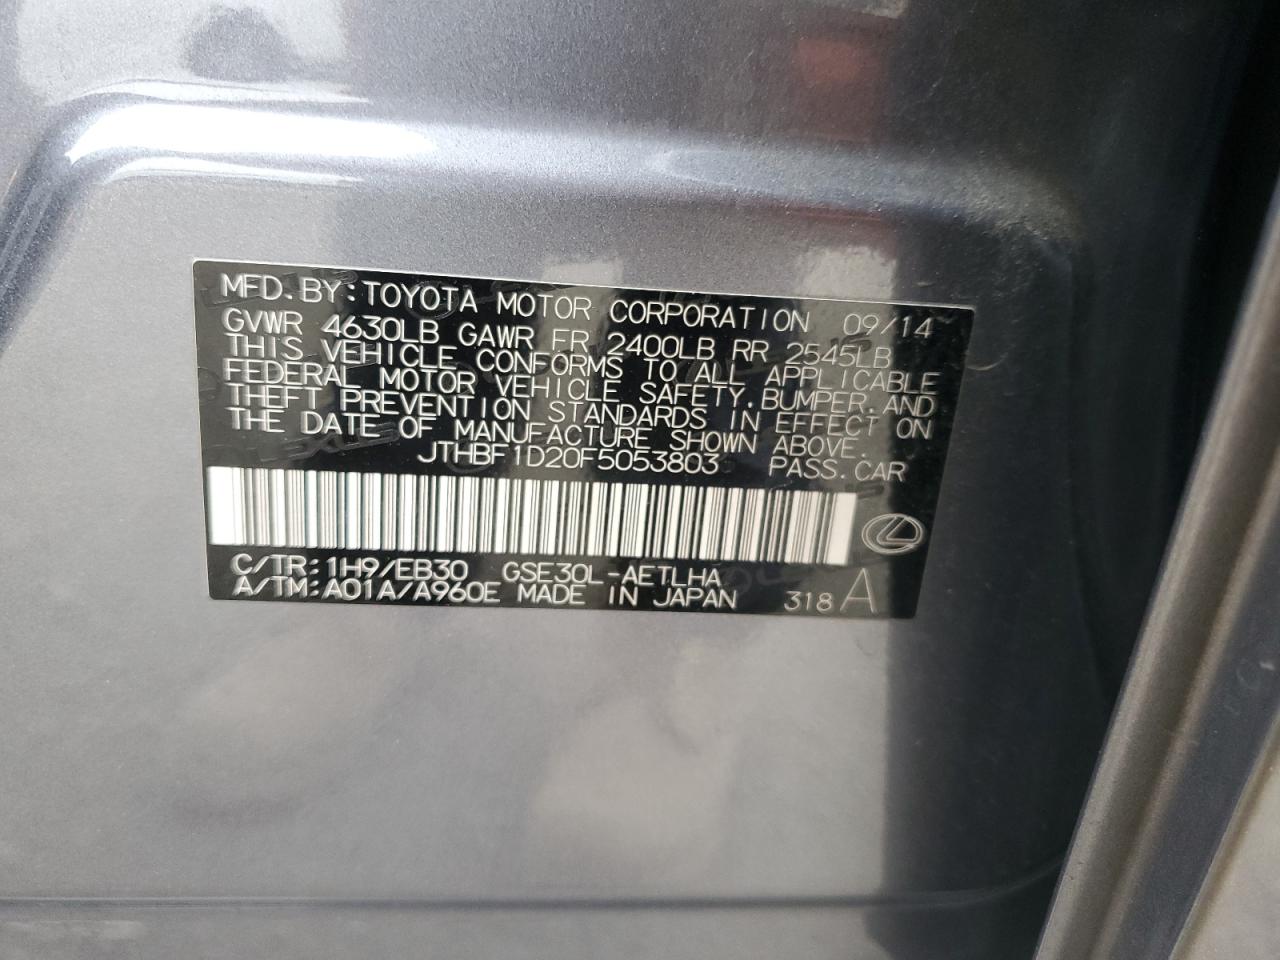 MFD.BY:TOYOTA MOTOR CORPORATION 09/14
GVWR 4630LB GAWR FR 2400LB RR 2545LB
THIS VEHICLE CONFORMS TO ALL APPLICABLE
FEDERAL MOTOR VEHICLE SAFETY,BUMPER,AND
THEFT PREVENTION STANDARDS IN EFFECT ON
THE DATE OF MANUFACTURE SHOWN ABOVE.
JTHBF1D20F5053803 PASS.CAR
C/TR:1H9/EB30 GSE30L-AETLHA
A/TM:A01A/A960E MADE IN JAPAN 318 A